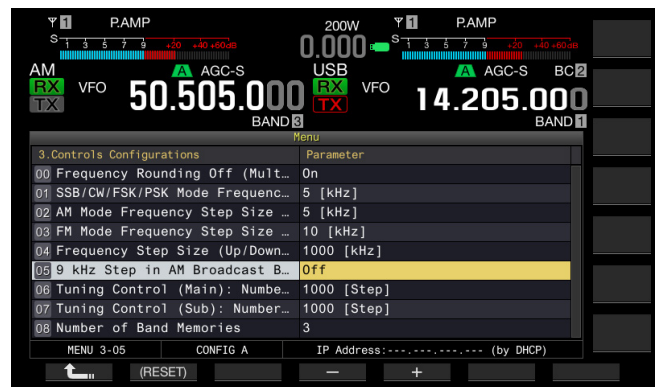 1 P.AMP 200W 1 P.AMP
S 1 3 5 7 9 +20 +40 +60dB 0.000 S 1 3 5 7 9 +20 +40 +60dB
AM A AGC-S USB A AGC-S BC2
RX VFO 50.505.000 RX VFO 14.205.000
TX BAND 3 TX BAND 1
Menu
3.Controls Configurations Parameter
00 Frequency Rounding Off (Mult… On
01 SSB/CW/FSK/PSK Mode Frequenc… 5 [kHz]
02 AM Mode Frequency Step Size … 5 [kHz]
03 FM Mode Frequency Step Size … 10 [kHz]
04 Frequency Step Size (Up/Down… 1000 [kHz]
05 9 kHz Step in AM Broadcast B… Off
06 Tuning Control (Main): Numbe… 1000 [Step]
07 Tuning Control (Sub): Number… 1000 [Step]
08 Number of Band Memories 3
MENU 3-05 CONFIG A IP Address:---.---.---.--- (by DHCP)
(RESET) − +